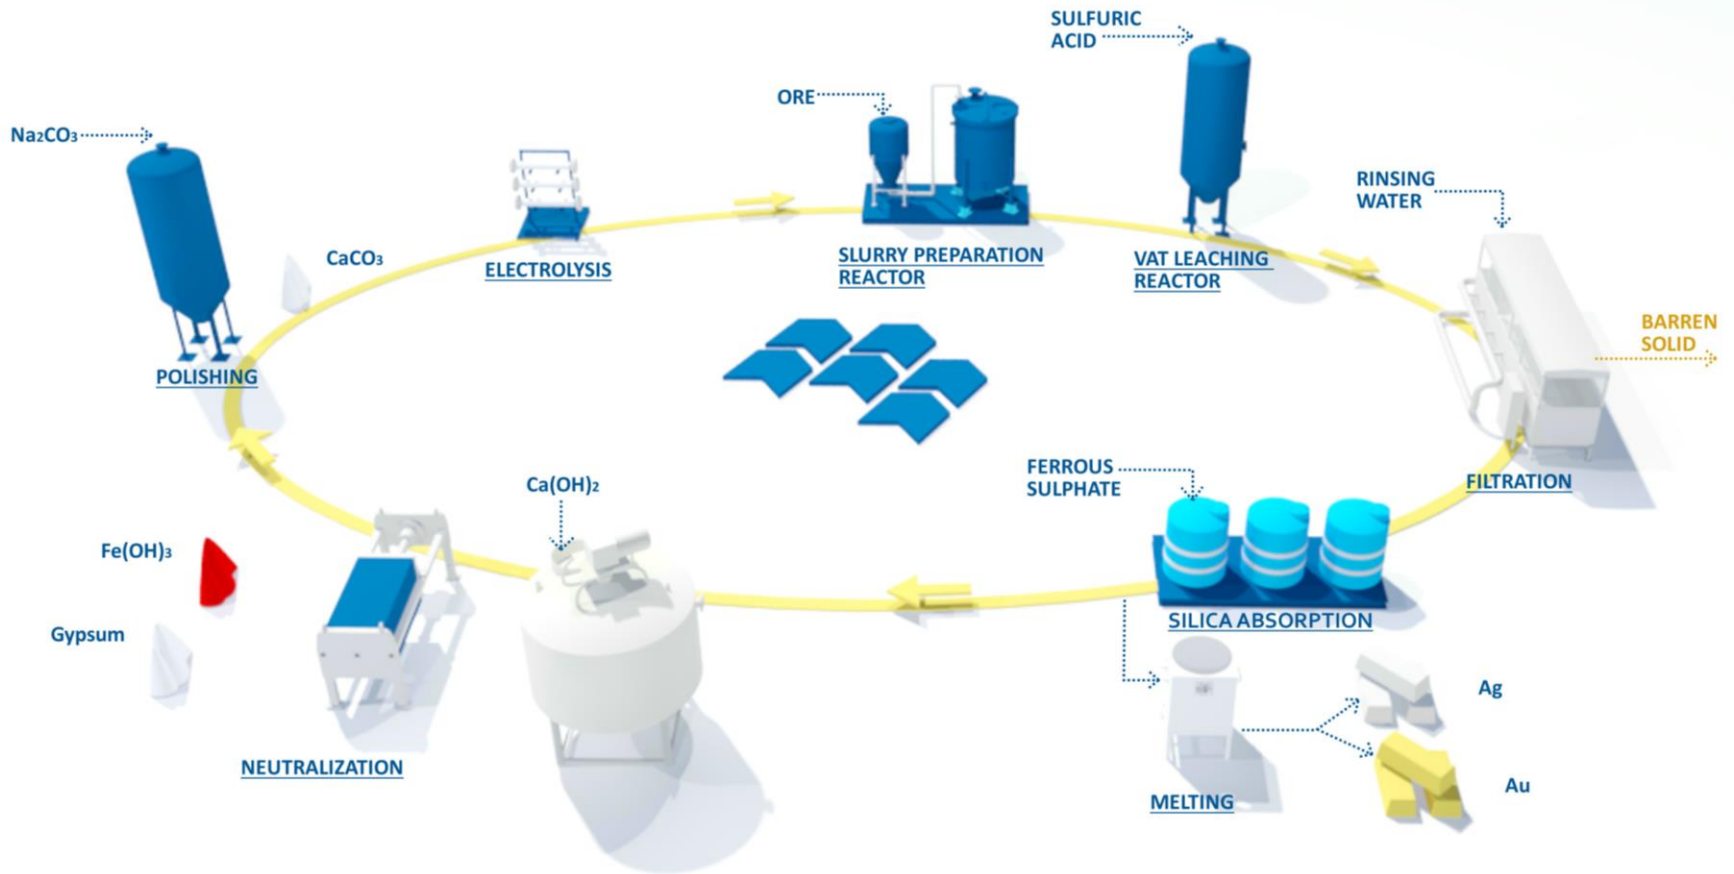 SULFURIC
ACID
ORE
Na₂CO₃
RINSING
WATER
CaCO₃
ELECTROLYSIS
SLURRY PREPARATION
REACTOR
VAT LEACHING
REACTOR
BARREN
SOLID
POLISHING
FERROUS
SULPHATE
FILTRATION
Ca(OH)₂
Fe(OH)₃
SILICA ABSORPTION
Gypsum
Ag
NEUTRALIZATION
Au
MELTING